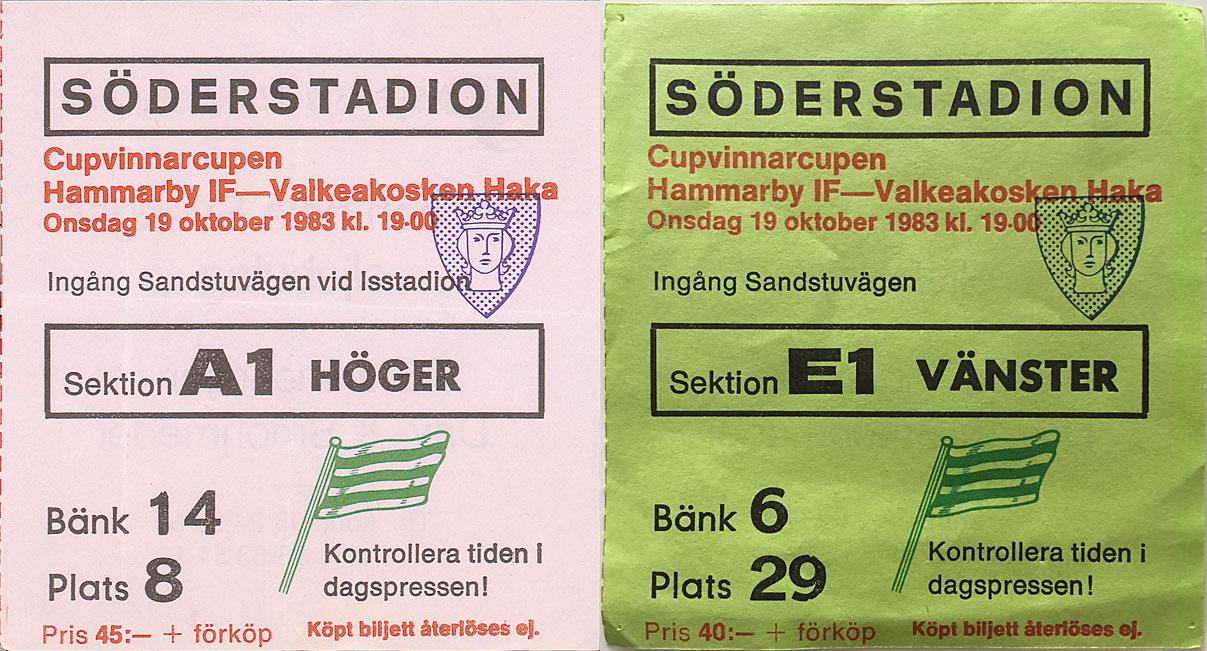 SÖDERSTADION
Cupvinnarcupen
Hammarby IF—Valkeakosken Haka
Onsdag 19 oktober 1983 kl. 19·00
Ingång Sandstuvägen vid Isstadion
Sektion A1 HÖGER
Bänk 14
Plats 8
Kontrollera tiden i
dagspressen!
Pris 45:— + förköp
Köpt biljett återlöses ej.
SÖDERSTADION
Cupvinnarcupen
Hammarby IF—Valkeakosken Haka
Onsdag 19 oktober 1983 kl. 19·00
Ingång Sandstuvägen
Sektion E1 VÄNSTER
Bänk 6
Plats 29
Kontrollera tiden i
dagspressen!
Pris 40:— + förköp
Köpt biljett återlöses ej.